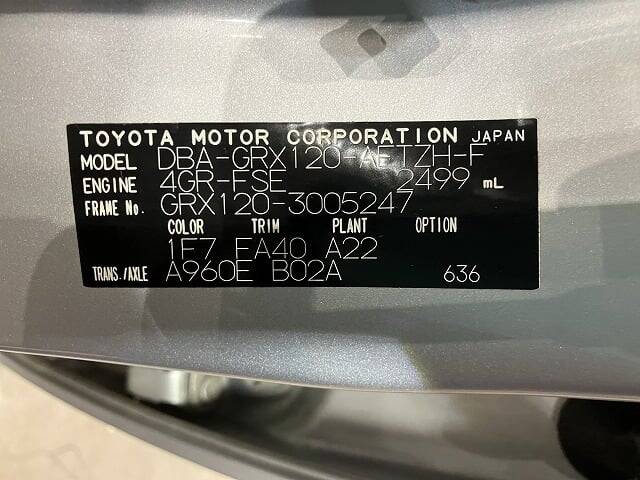 TOYOTA MOTOR CORPORATION JAPAN
MODEL DBA-GRX120-AETZH-F
ENGINE 4GR-FSE 2499 mL
FRAME No. GRX120-3005247
COLOR TRIM PLANT OPTION
1F7 FA40 A22
TRANS./AXLE A960E B02A 636